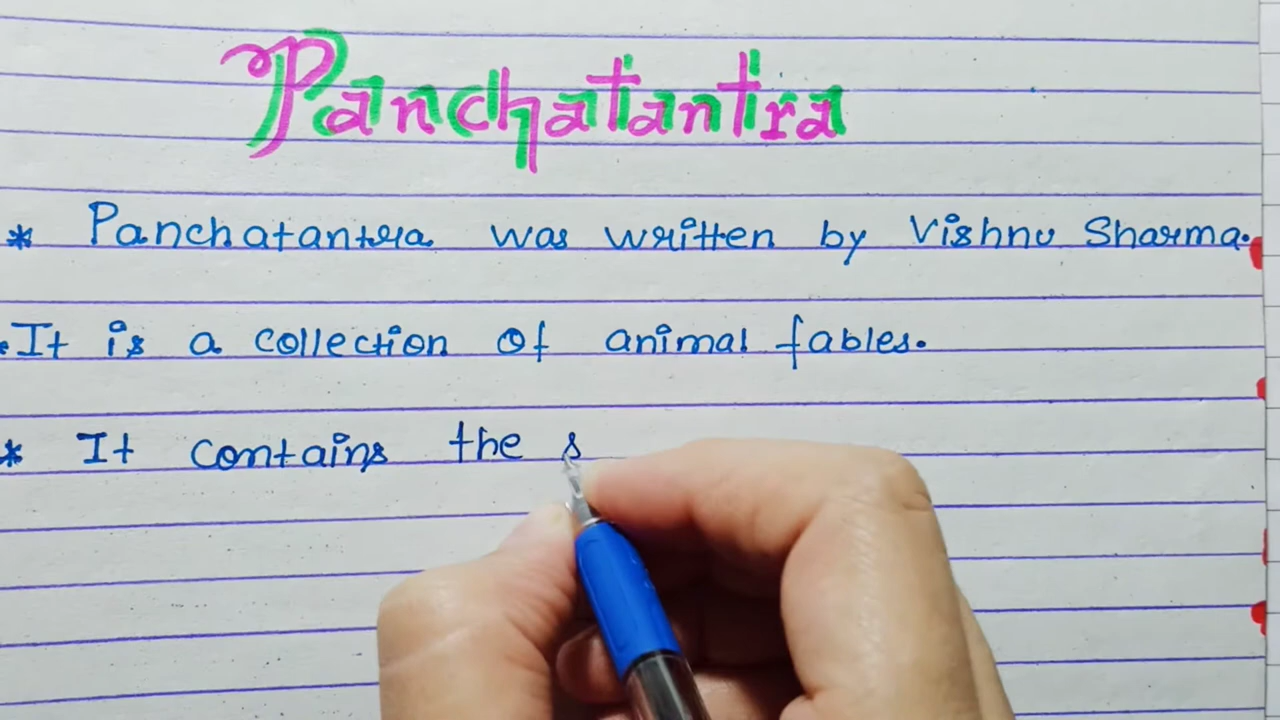 Panchatantra
* Panchatantra was written by Vishnu Sharma.
.It is a collection of animal fables.
* It contains the s